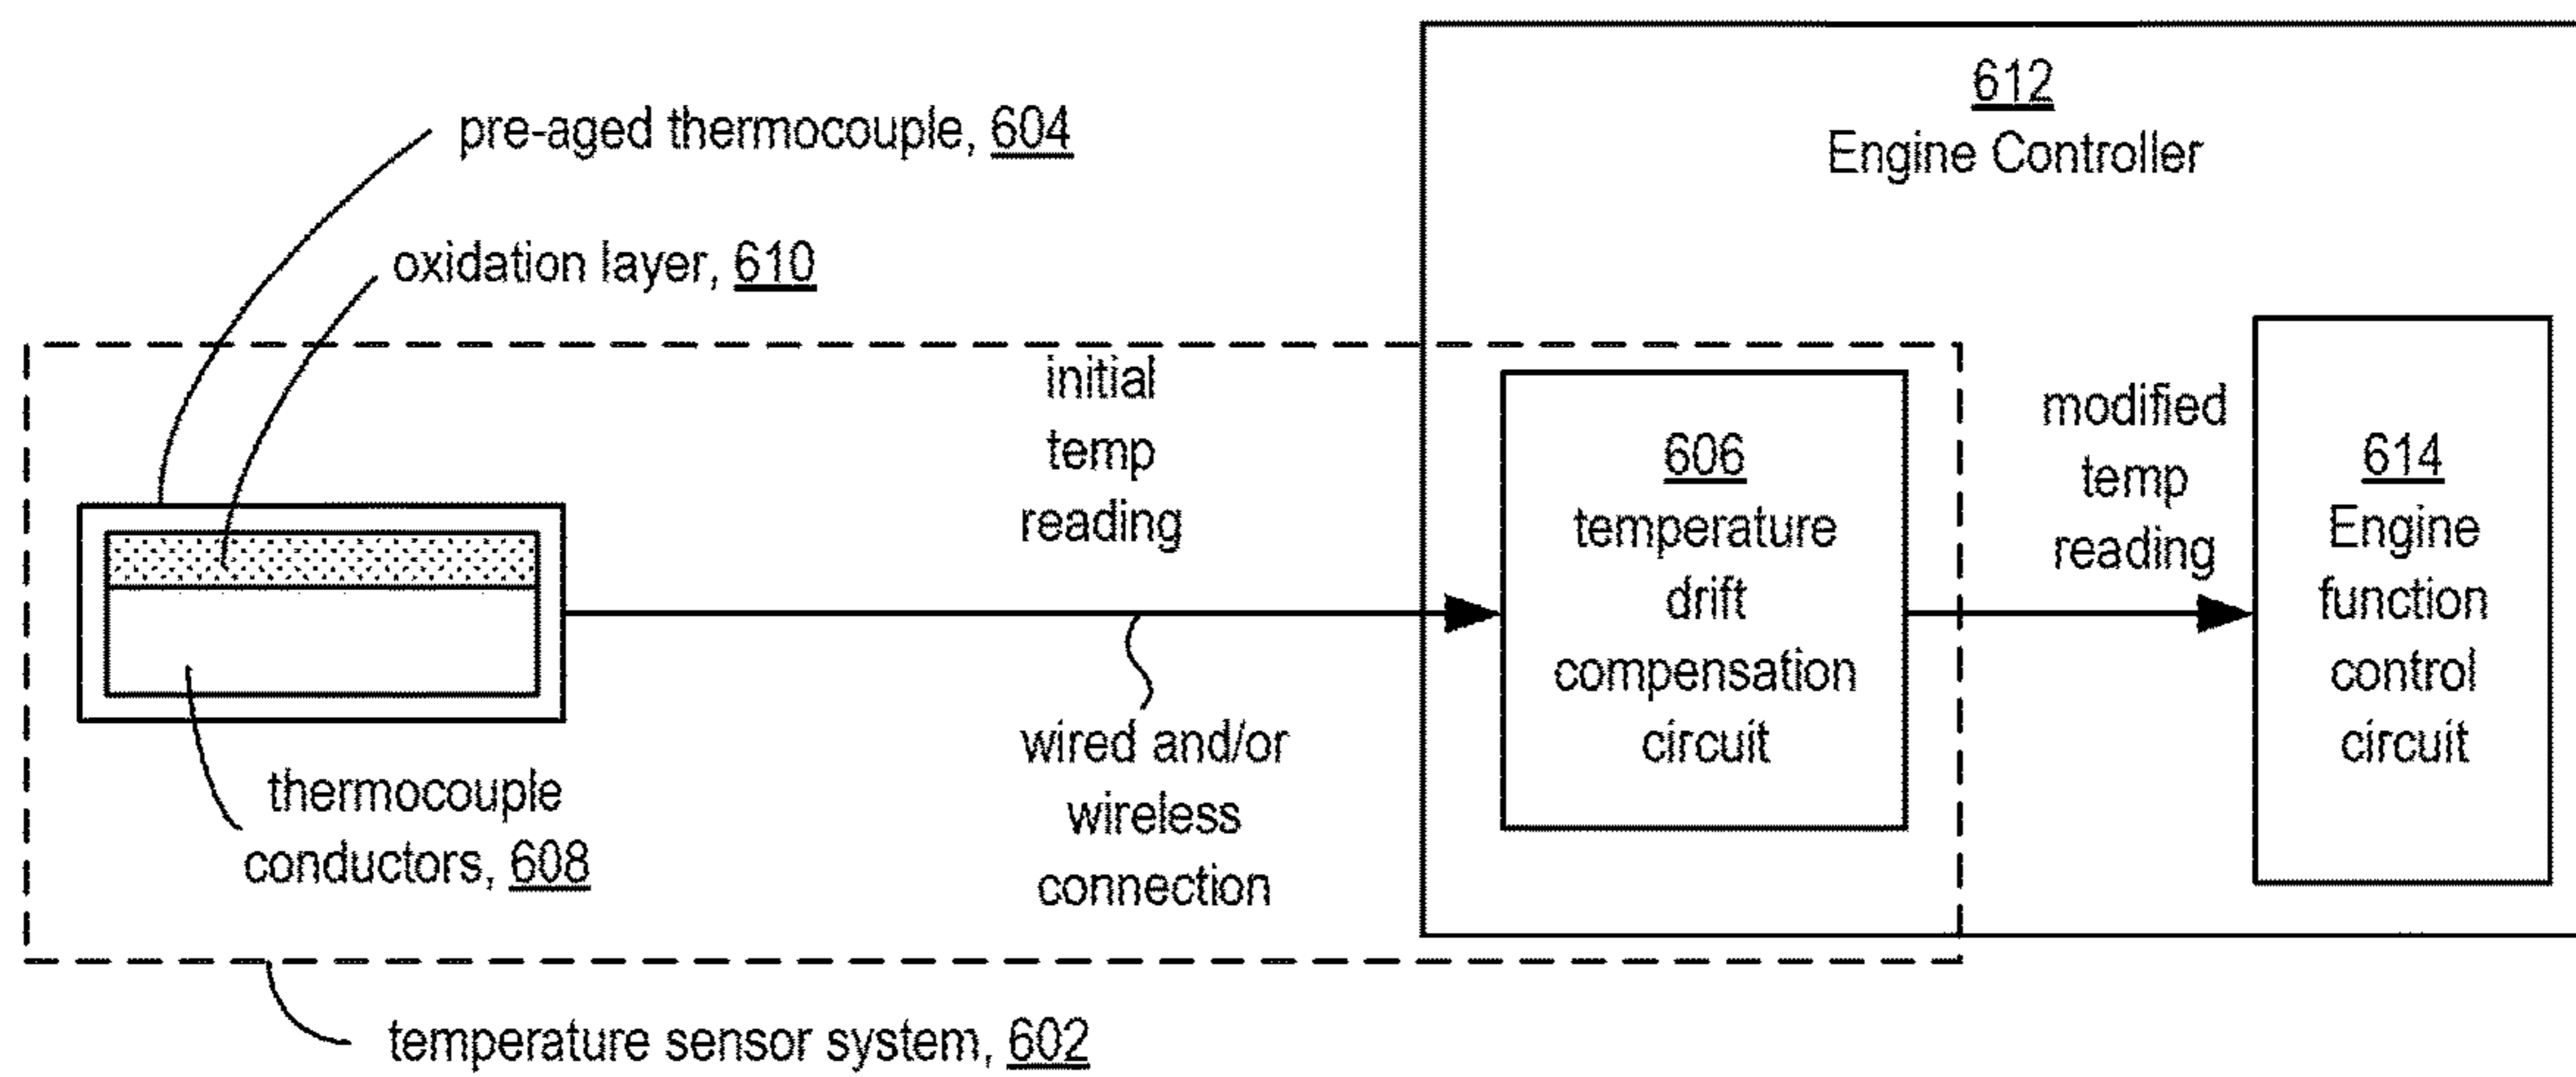 pre-aged thermocouple, 604
oxidation layer, 610
612
Engine Controller
initial
temp
reading
606
temperature
drift
compensation
circuit
modified
temp
reading
614
Engine
function
control
circuit
thermocouple
conductors, 608
wired and/or
wireless
connection
temperature sensor system, 602